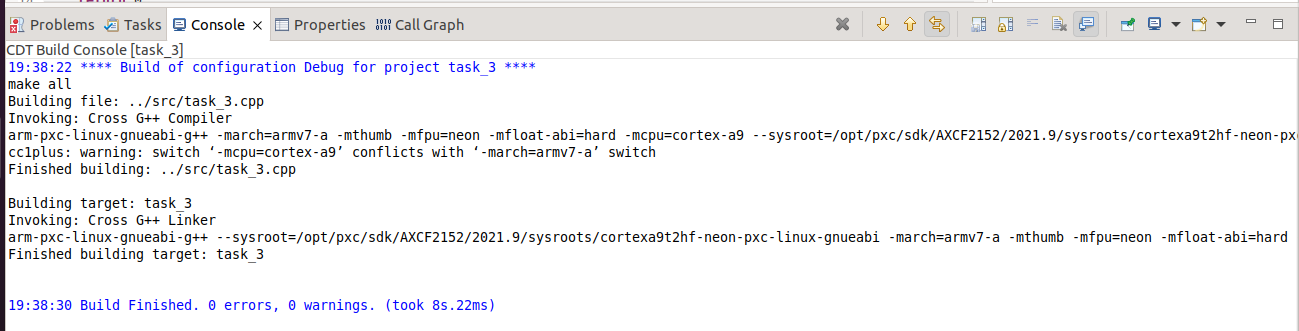 Problems Tasks Console Properties Call Graph
CDT Build Console [task_3]
19:38:22 **** Build of configuration Debug for project task_3 ****
make all
Building file: ../src/task_3.cpp
Invoking: Cross G++ Compiler
arm-pxc-linux-gnueabi-g++ -march=armv7-a -mthumb -mfpu=neon -mfloat-abi=hard -mcpu=cortex-a9 --sysroot=/opt/pxc/sdk/AXCF2152/2021.9/sysroots/cortexa9t2hf-neon-px
cc1plus: warning: switch ‘-mcpu=cortex-a9’ conflicts with ‘-march=armv7-a’ switch
Finished building: ../src/task_3.cpp
Building target: task_3
Invoking: Cross G++ Linker
arm-pxc-linux-gnueabi-g++ --sysroot=/opt/pxc/sdk/AXCF2152/2021.9/sysroots/cortexa9t2hf-neon-pxc-linux-gnueabi -march=armv7-a -mthumb -mfpu=neon -mfloat-abi=hard
Finished building target: task_3
19:38:30 Build Finished. 0 errors, 0 warnings. (took 8s.22ms)